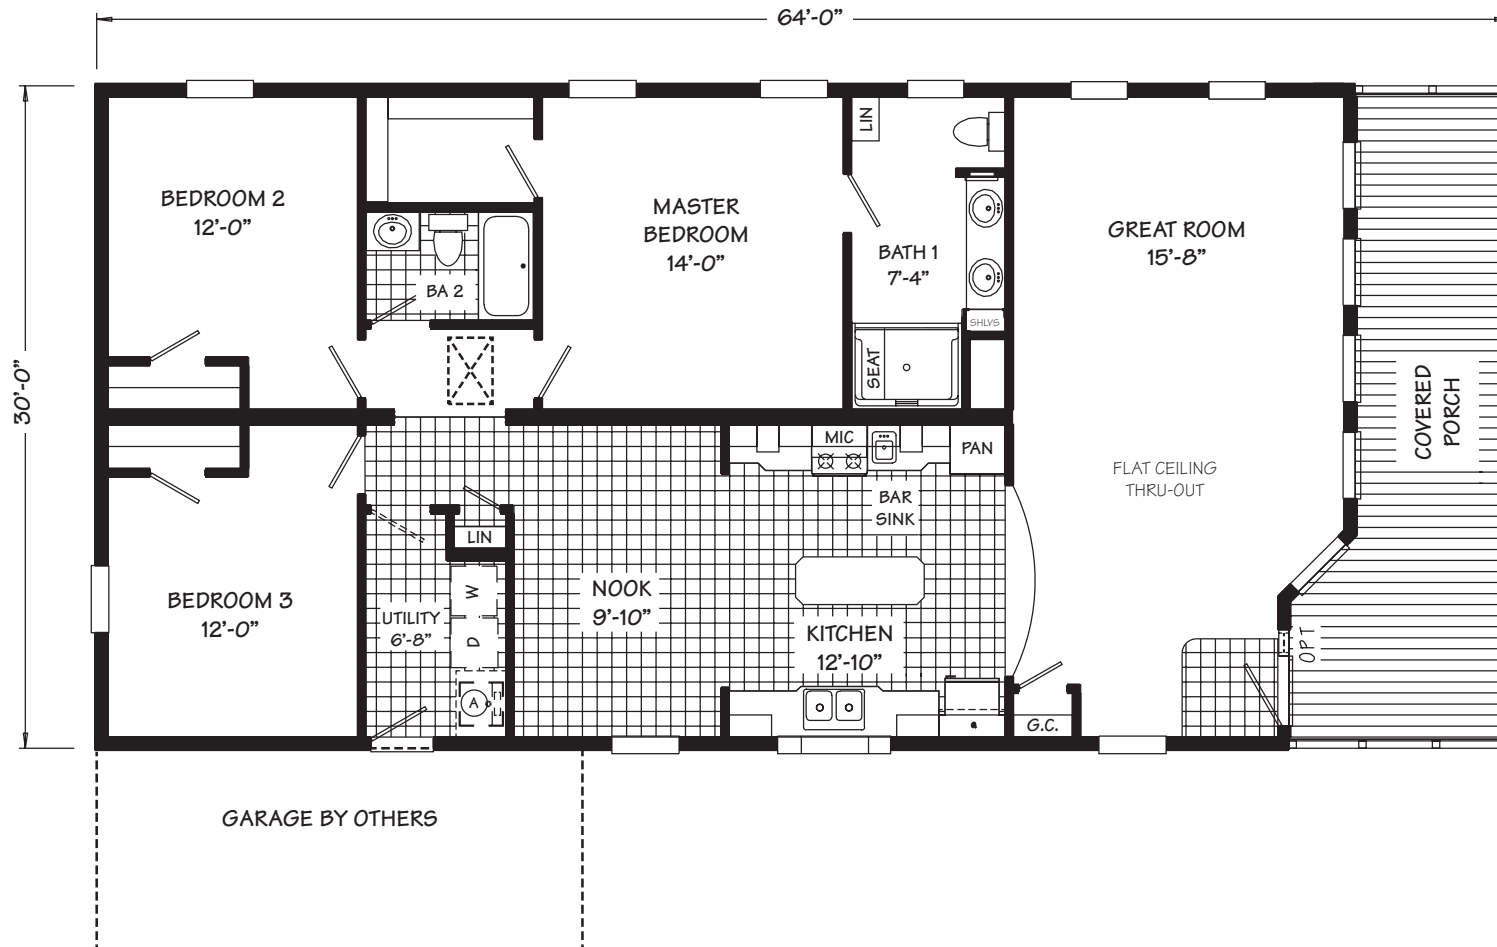 64'-0"
30'-0"
BEDROOM 2
12'-0"
BA 2
MASTER
BEDROOM
14'-0"
LIN
BATH 1
7'-4"
SHLVS
SEAT
GREAT ROOM
15'-8"
FLAT CEILING
THRU-OUT
COVERED
PORCH
OPT
BEDROOM 3
12'-0"
UTILITY
6'-8"
LIN
W
D
A
NOOK
9'-10"
MIC
PAN
BAR
SINK
KITCHEN
12'-10"
G.C.
GARAGE BY OTHERS